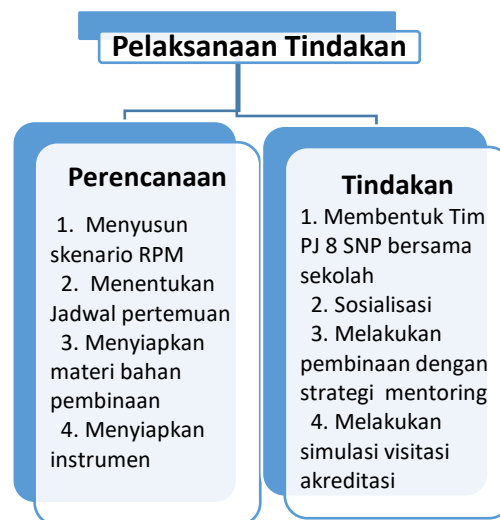 Pelaksanaan Tindakan
Perencanaan
1. Menyusun
skenario RPM
2. Menentukan
Jadwal pertemuan
3. Menyiapkan
materi bahan
pembinaan
4. Menyiapkan
instrumen
Tindakan
1. Membentuk Tim
PJ 8 SNP bersama
sekolah
2. Sosialisasi
3. Melakukan
pembinaan dengan
strategi mentoring
4. Melakukan
simulasi visitasi
akreditasi